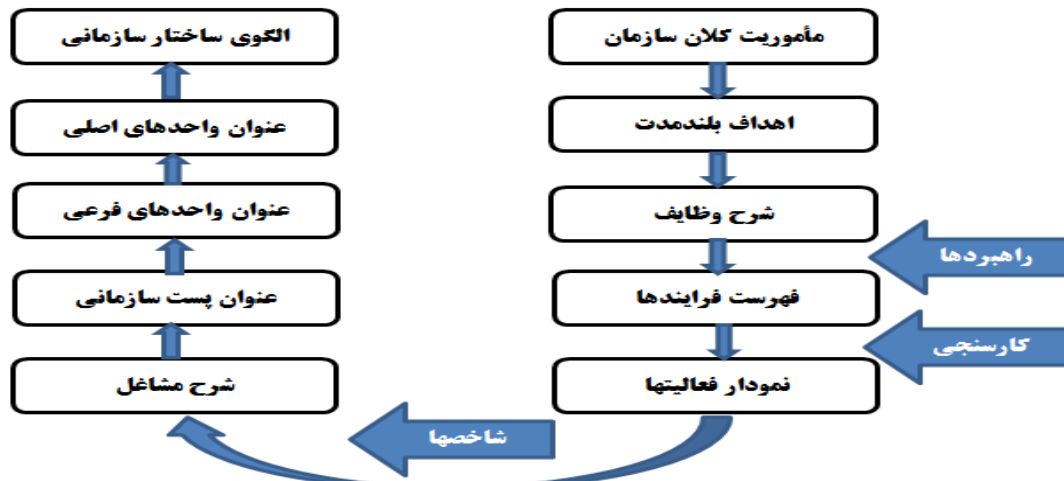 مأموریت کلان سازمان
الگوی ساختار سازمانی
اهداف بلندمدت
عنوان واحدهای اصلی
شرح وظایف
عنوان واحدهای فرعی
راهبردها
فهرست فرایندها
عنوان پست سازمانی
کارسنجی
نمودار فعالیتها
شرح مشاغل
شاخصها